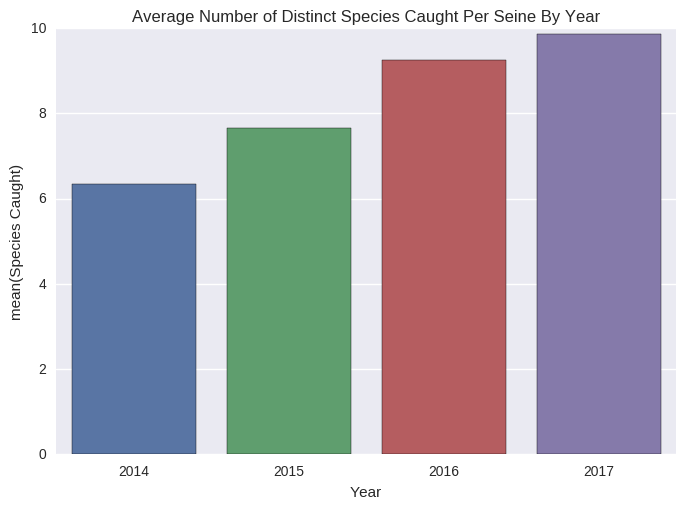 Average Number of Distinct Species Caught Per Seine By Year
10
8
6
4
2
0
mean(Species Caught)
2014 2015 2016 2017
Year